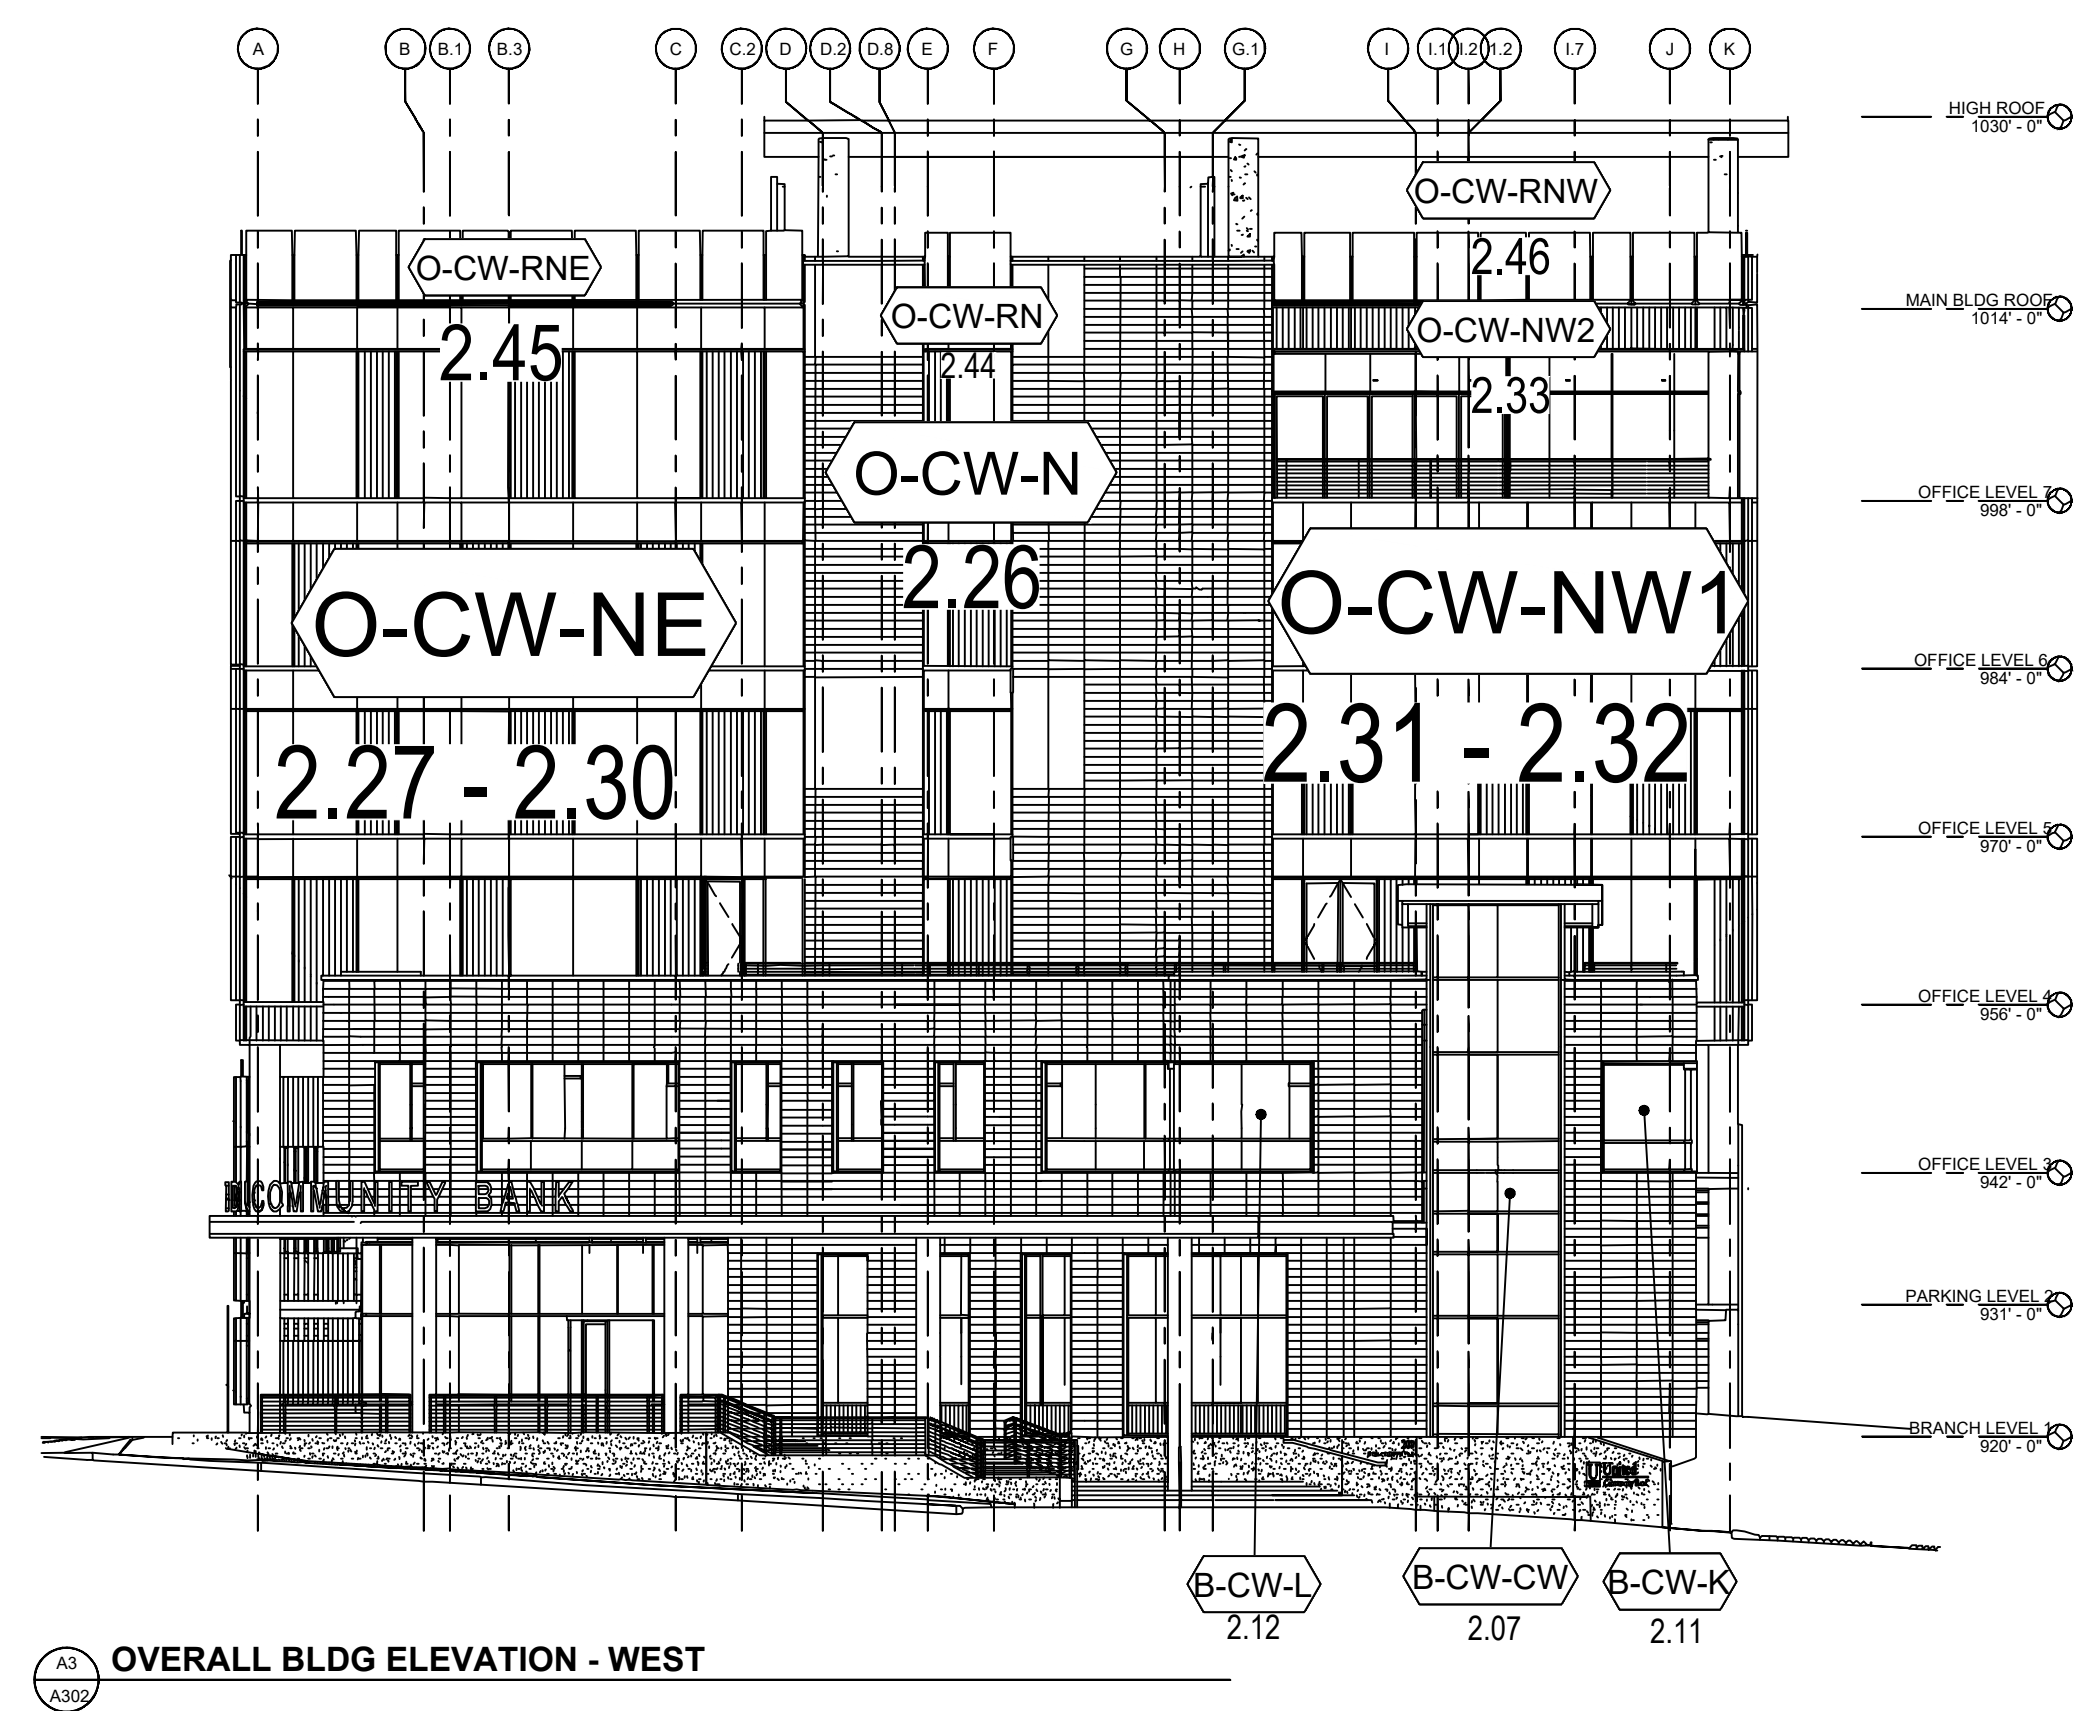 A B B.1 B.3 C C.2 D D.2 D.8 E F G H G.1 I I.1 I.2 1.2 I.7 J K
HIGH ROOF
1030' - 0"
O-CW-RNW
2.46
O-CW-RNE
2.45
O-CW-RN
2.44
O-CW-NW2
2.33
MAIN BLDG ROOF
1014' - 0"
O-CW-N
2.26
OFFICE LEVEL 7
998' - 0"
O-CW-NE
2.27 - 2.30
O-CW-NW1
2.31 - 2.32
OFFICE LEVEL 6
984' - 0"
OFFICE LEVEL 5
970' - 0"
OFFICE LEVEL 4
956' - 0"
OFFICE LEVEL 3
942' - 0"
COMMUNITY BANK
PARKING LEVEL 2
931' - 0"
BRANCH LEVEL 1
920' - 0"
United
B-CW-L
2.12
B-CW-CW
2.07
B-CW-K
2.11
A3
A302
OVERALL BLDG ELEVATION - WEST